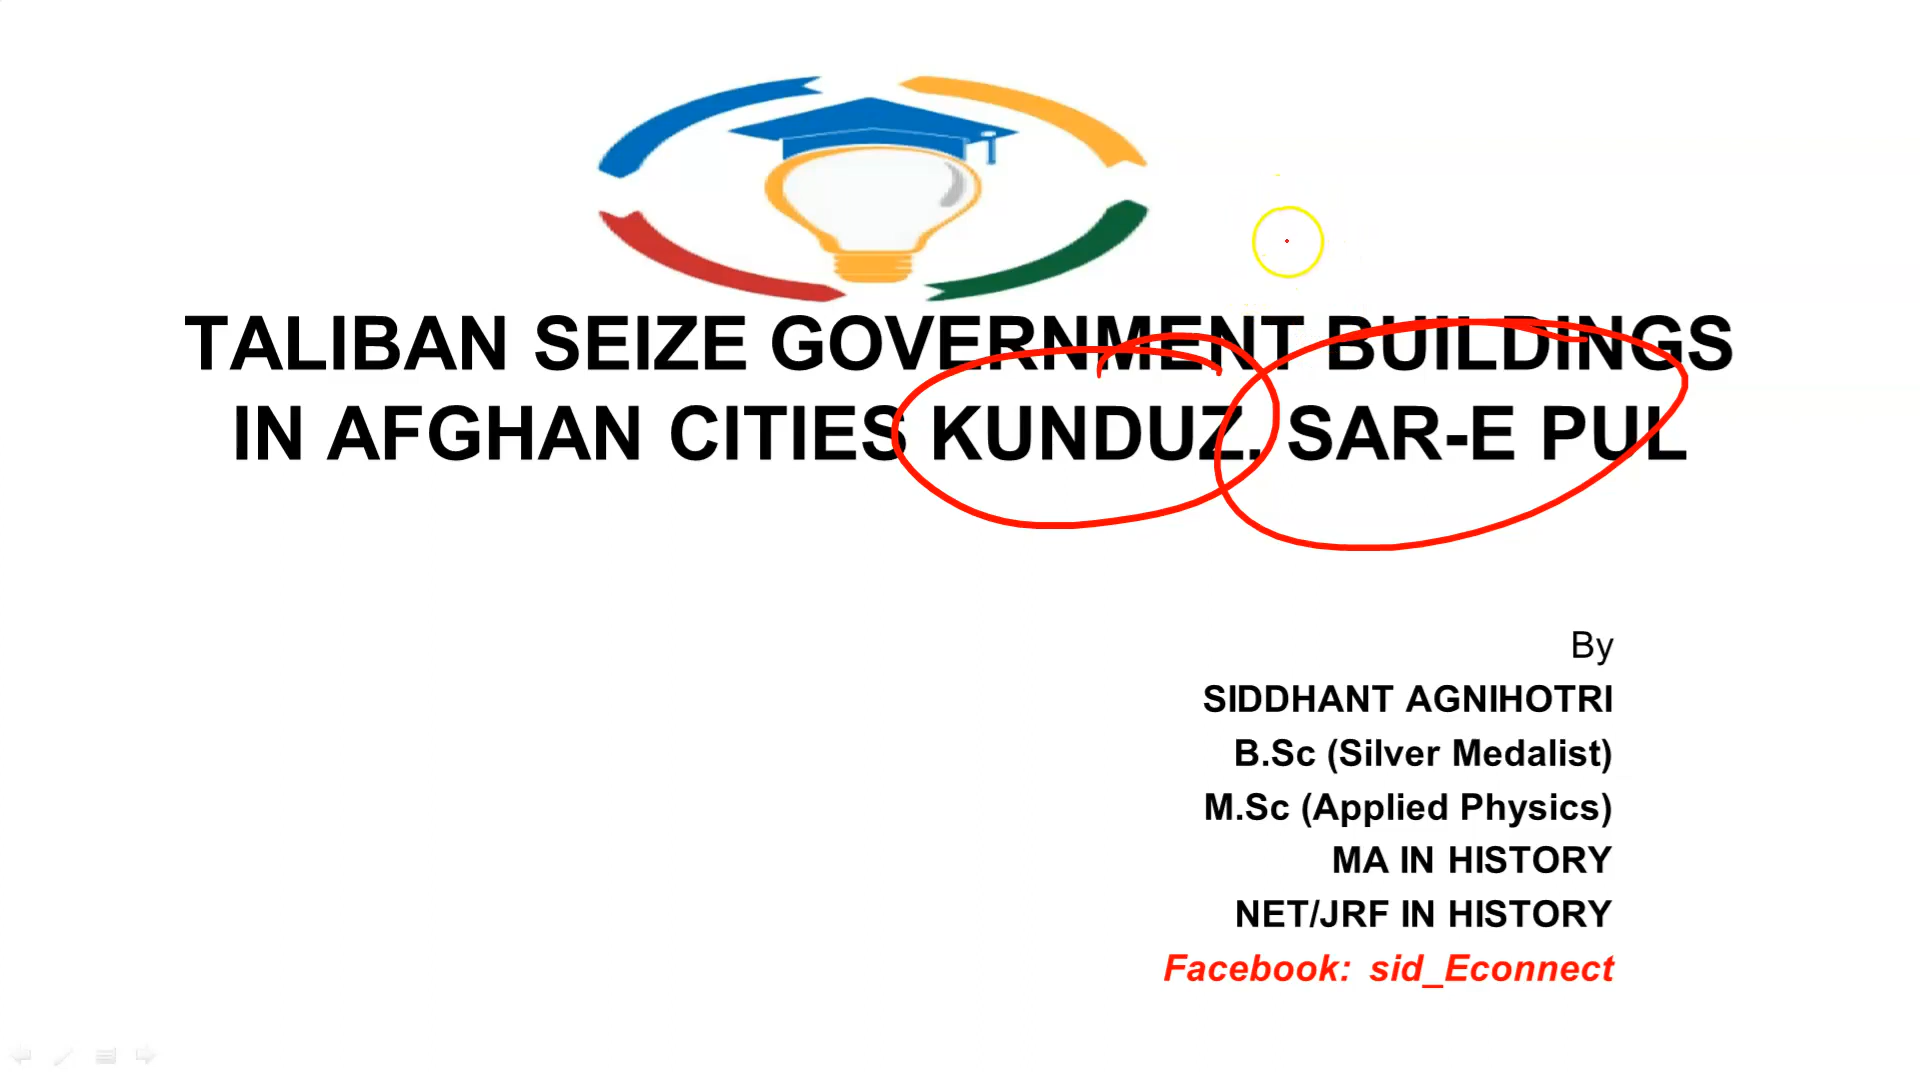 TALIBAN SEIZE GOVERNMENT BUILDINGS
IN AFGHAN CITIES KUNDUZ, SAR-E PUL
By
SIDDHANT AGNIHOTRI
B.Sc (Silver Medalist)
M.Sc (Applied Physics)
MA IN HISTORY
NET/JRF IN HISTORY
Facebook: sid_Econnect